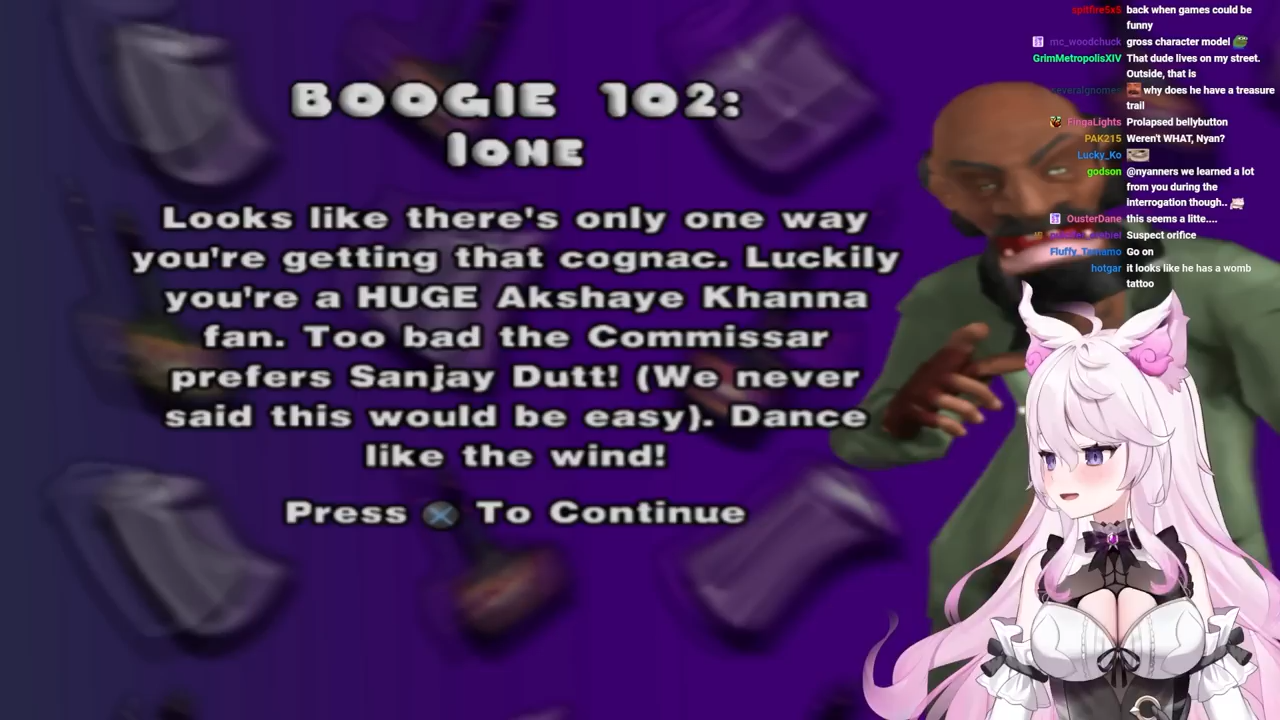 BOOGIE 102:
IONE
Looks like there's only one way
you're getting that cognac. Luckily
you're a HUGE Akshaye Khanna
fan. Too bad the Commissar
prefers Sanjay Dutt! (We never
said this would be easy). Dance
like the wind!
Press To Continue
spitfire5x5 back when games could be
funny
mc_woodchuck gross character model
GrimMetropolisXIV That dude lives on my street.
Outside, that is
severalgnomes why does he have a treasure
trail
FingaLights Prolapsed bellybutton
PAK215 Weren't WHAT, Nyan?
Lucky_Ko
godson @nyanners we learned a lot
from you during the
interrogation though..
OusterDane this seems a litte....
Suspect orifice
Fluffy_Tamamo Go on
hotgar it looks like he has a womb
tattoo